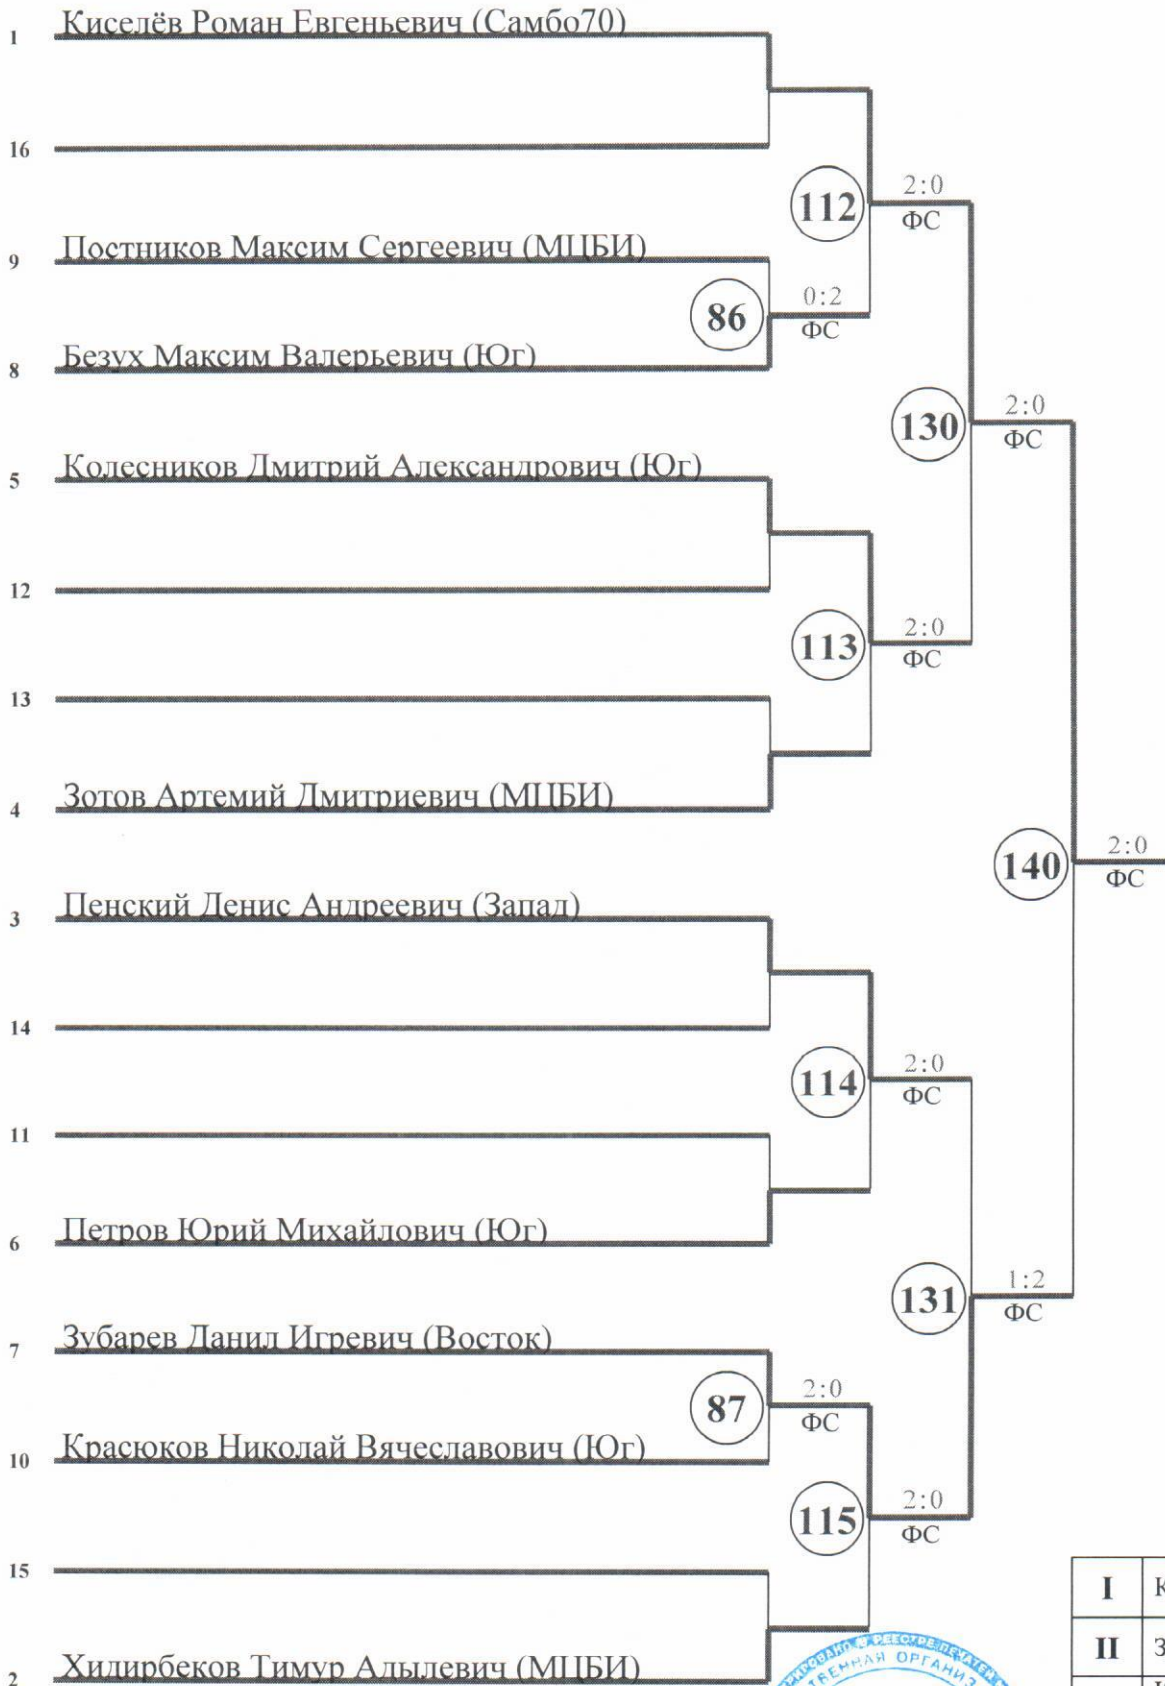 1 Киселёв Роман Евгеньевич (Самбо70)
16
112 2:0
ФС
9 Постников Максим Сергеевич (МЦБИ)
86 0:2
ФС
8 Безух Максим Валерьевич (Юг)
130 2:0
ФС
5 Колесников Дмитрий Александрович (Юг)
12
113 2:0
ФС
13
4 Зотов Артемий Дмитриевич (МЦБИ)
140 2:0
ФС
3 Пенский Денис Андреевич (Запад)
14
114 2:0
ФС
11
6 Петров Юрий Михайлович (Юг)
131 1:2
ФС
7 Зубарев Данил Игревич (Восток)
87 2:0
ФС
10 Красюков Николай Вячеславович (Юг)
115 2:0
ФС
15
I К
II З
2 Хидирбеков Тимур Адылевич (МЦБИ)